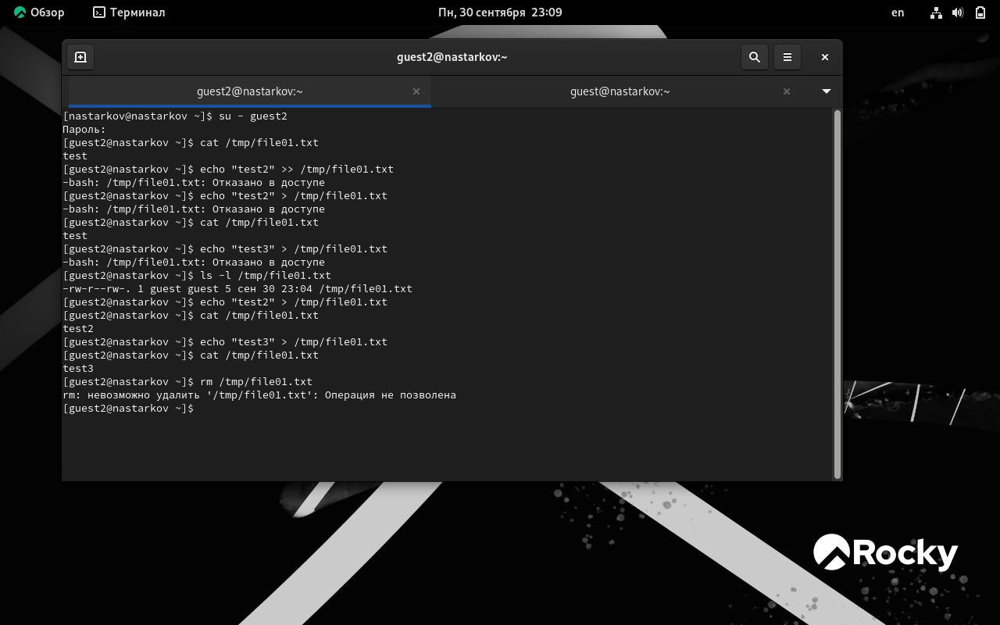 Обзор Терминал Пн, 30 сентября 23:09 en
guest2@nastarkov:~
guest2@nastarkov:~ guest@nastarkov:~
[nastarkov@nastarkov ~]$ su - guest2
Пароль:
[guest2@nastarkov ~]$ cat /tmp/file01.txt
test
[guest2@nastarkov ~]$ echo "test2" >> /tmp/file01.txt
-bash: /tmp/file01.txt: Отказано в доступе
[guest2@nastarkov ~]$ echo "test2" > /tmp/file01.txt
-bash: /tmp/file01.txt: Отказано в доступе
[guest2@nastarkov ~]$ cat /tmp/file01.txt
test
[guest2@nastarkov ~]$ echo "test3" > /tmp/file01.txt
-bash: /tmp/file01.txt: Отказано в доступе
[guest2@nastarkov ~]$ ls -l /tmp/file01.txt
-rw-r--rw-. 1 guest guest 5 сен 30 23:04 /tmp/file01.txt
[guest2@nastarkov ~]$ echo "test2" > /tmp/file01.txt
[guest2@nastarkov ~]$ cat /tmp/file01.txt
test2
[guest2@nastarkov ~]$ echo "test3" > /tmp/file01.txt
[guest2@nastarkov ~]$ cat /tmp/file01.txt
test3
[guest2@nastarkov ~]$ rm /tmp/file01.txt
rm: невозможно удалить '/tmp/file01.txt': Операция не позволена
[guest2@nastarkov ~]$
Rocky